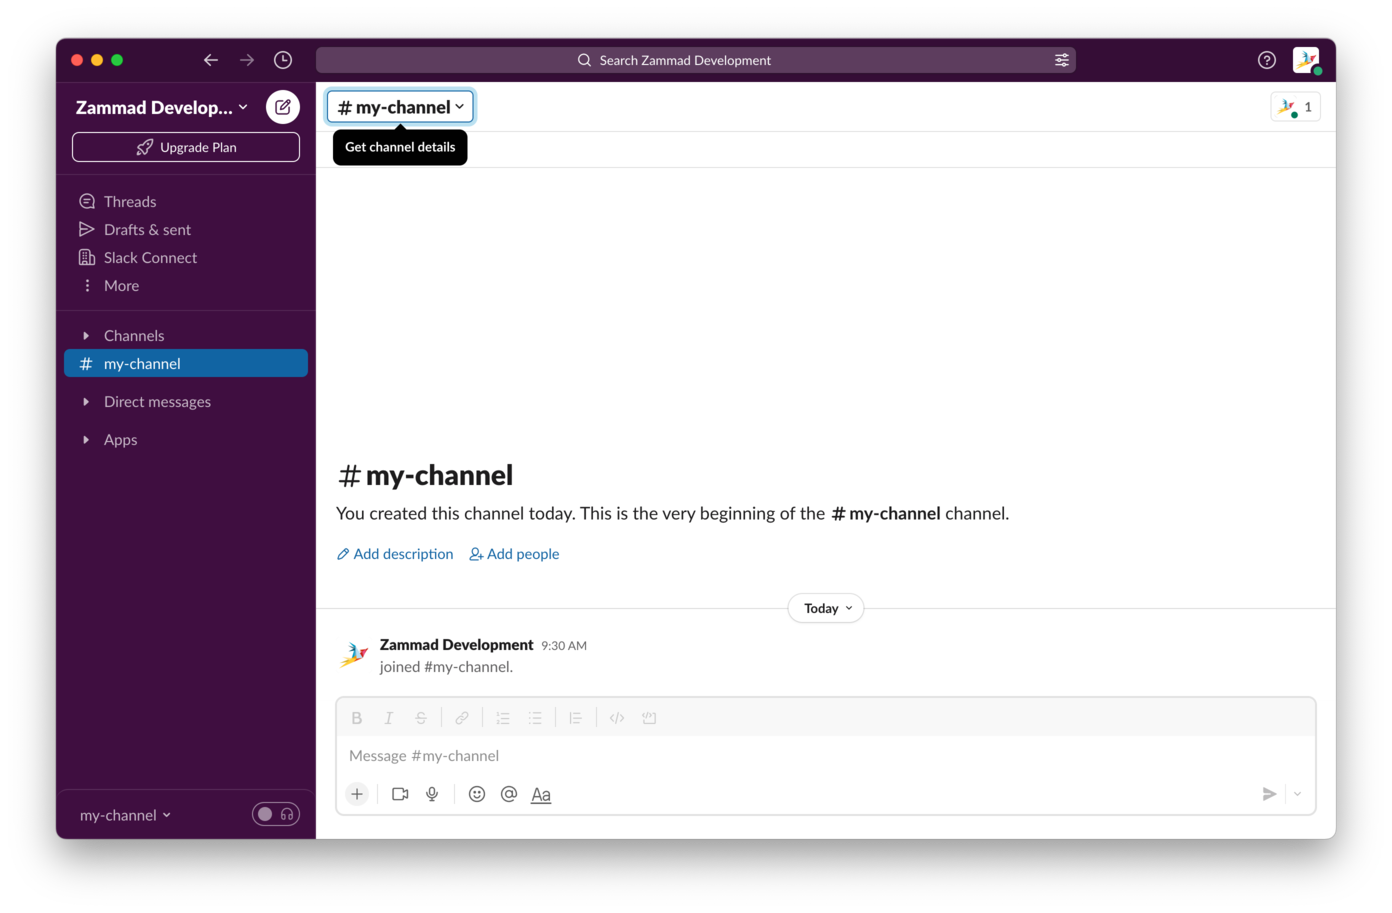 Search Zammad Development
Zammad Develop...
# my-channel
1
Upgrade Plan
Get channel details
Threads
Drafts & sent
Slack Connect
More
Channels
# my-channel
Direct messages
Apps
# my-channel
You created this channel today. This is the very beginning of the # my-channel channel.
Add description Add people
Today
Zammad Development 9:30 AM
joined #my-channel.
Message #my-channel
Aa
my-channel